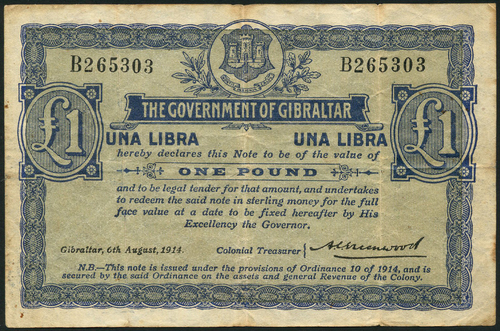 B265303 B265303
THE GOVERNMENT OF GIBRALTAR
UNA LIBRA UNA LIBRA
£1 £1
hereby declares this Note to be of the value of
ONE POUND
and to be legal tender for that amount, and undertakes
to redeem the said note in sterling money for the full
face value at a date to be fixed hereafter by His
Excellency the Governor.
Gibraltar, 6th August, 1914. Colonial Treasurer { A. Greenwood
N.B.—This note is issued under the provisions of Ordinance 10 of 1914, and is
secured by the said Ordinance on the assets and general Revenue of the Colony.